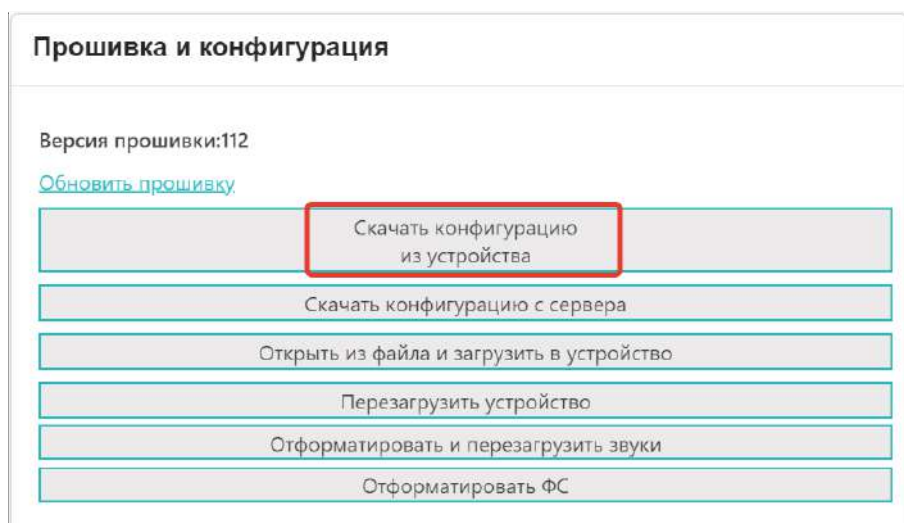 Прошивка и конфигурация
Версия прошивки:112
Обновить прошивку
Скачать конфигурацию
из устройства
Скачать конфигурацию с сервера
Открыть из файла и загрузить в устройство
Перезагрузить устройство
Отформатировать и перезагрузить звуки
Отформатировать ФС